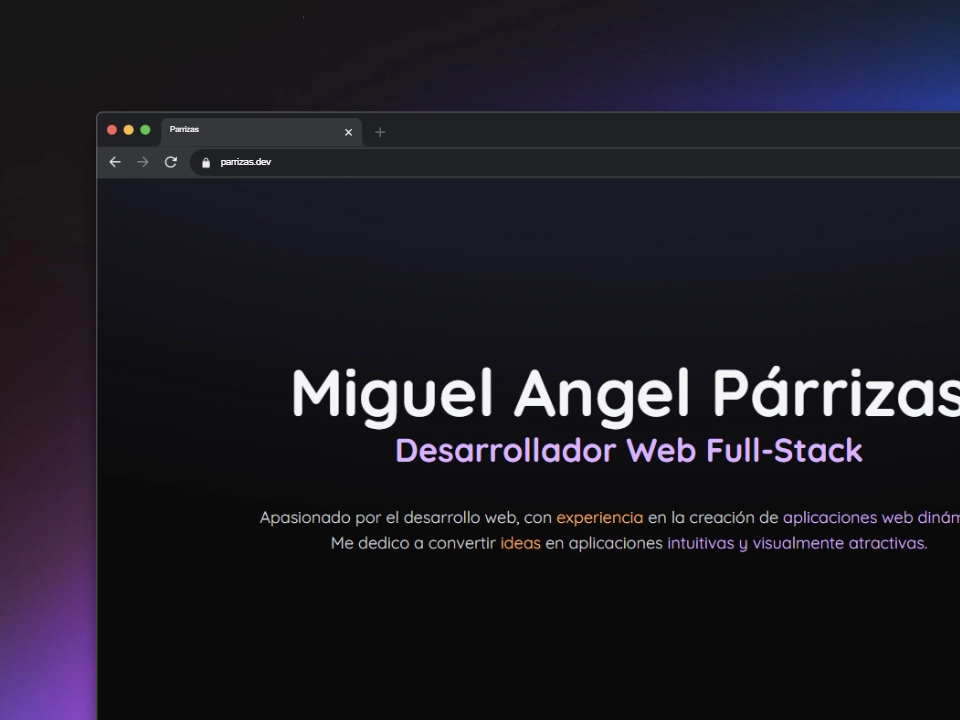 Parrizas
parrizas.dev
Miguel Angel Párrizas
Desarrollador Web Full-Stack
Apasionado por el desarrollo web, con experiencia en la creación de aplicaciones web dinám
Me dedico a convertir ideas en aplicaciones intuitivas y visualmente atractivas.